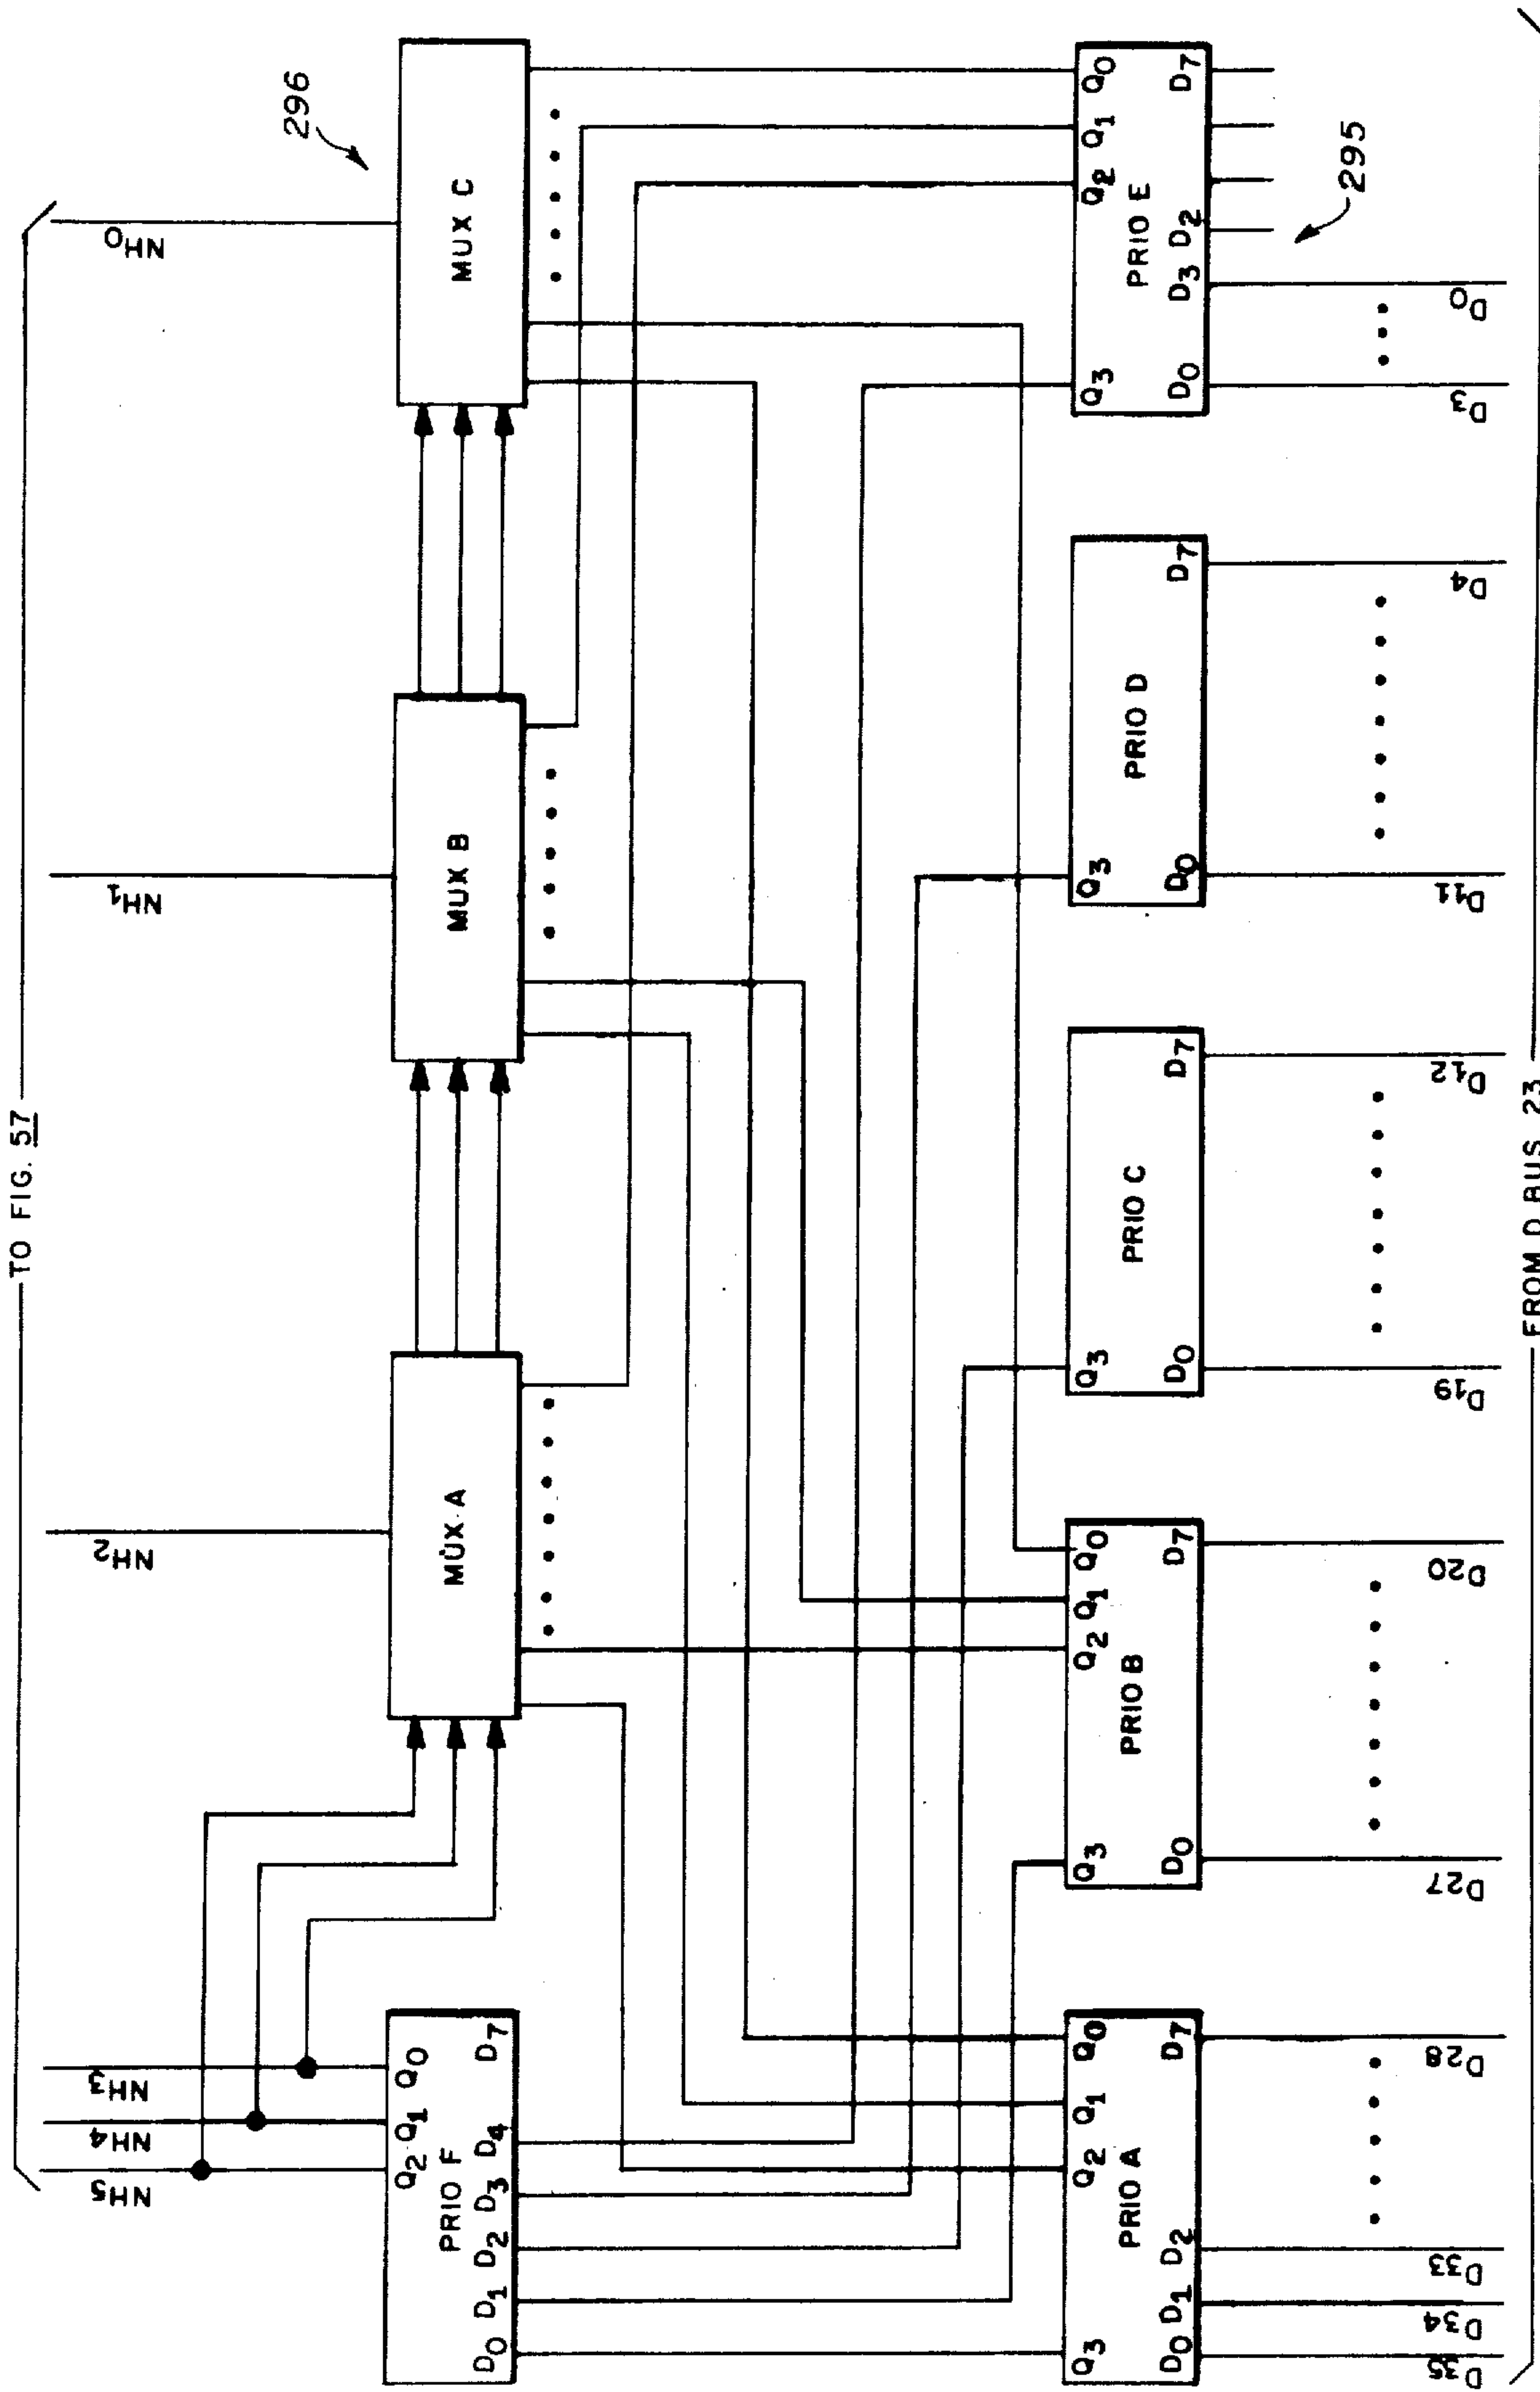 TO FIG. 57
NH₅ NH₄ NH₃ NH₂ NH₁ NH₀
296
Q₂ Q₁ Q₀
PRIO F
D₀ D₁ D₂ D₃ D₄ D₇
MUX A
MUX B
MUX C
Q₃ Q₂ Q₁ Q₀
PRIO A
D₀ D₁ D₂ D₇
Q₃ Q₂ Q₁ Q₀
PRIO B
D₀ D₇
Q₃
PRIO C
D₀ D₇
Q₃
PRIO D
D₀ D₇
Q₃ Q₂ Q₁ Q₀
PRIO E
D₀ D₃ D₂ D₇
295
D₃₅ D₃₄ D₃₃ D₂₈ D₂₇ D₂₀ D₁₉ D₁₂ D₁₁ D₄ D₃ D₀
FROM D BUS 23